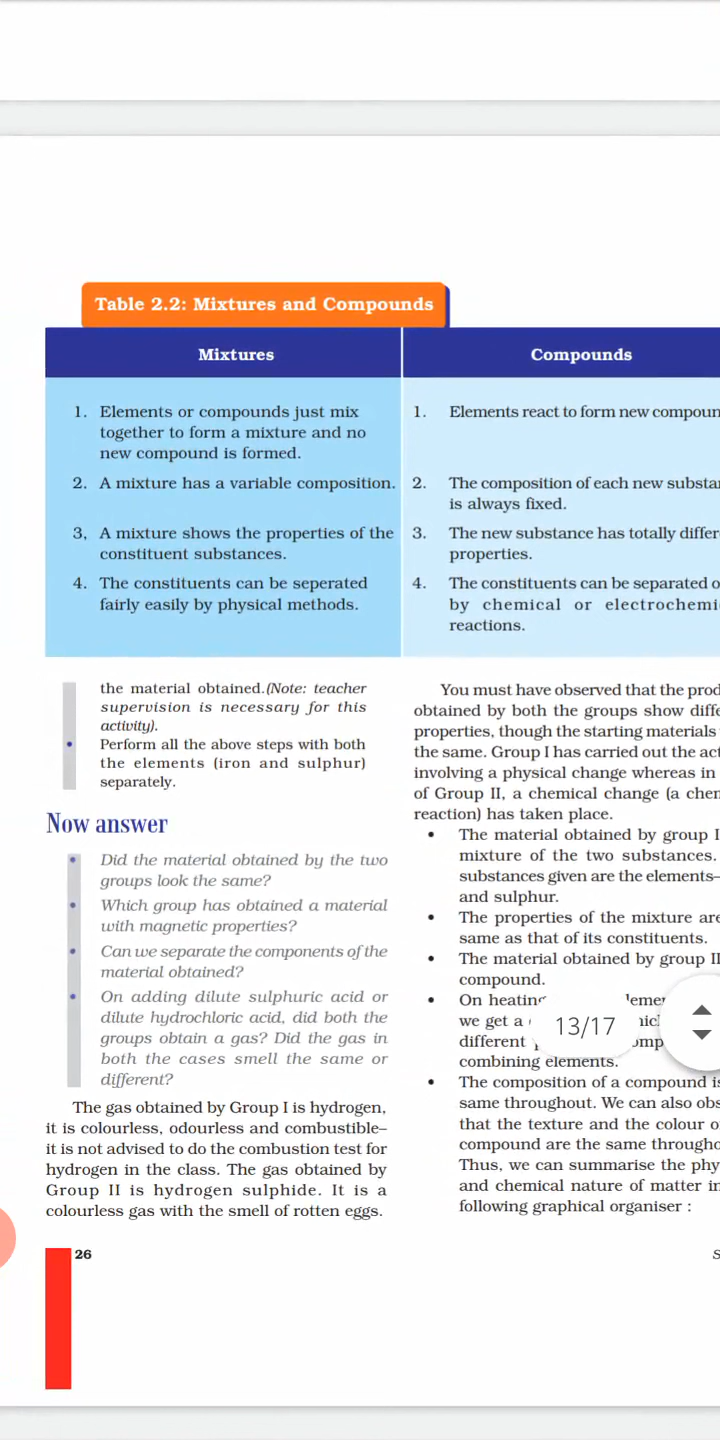 Table 2.2: Mixtures and Compounds
Mixtures
Compounds
1. Elements or compounds just mix
together to form a mixture and no
new compound is formed.
2. A mixture has a variable composition.
3, A mixture shows the properties of the
constituent substances.
4. The constituents can be seperated
fairly easily by physical methods.
1. Elements react to form new compoun
2. The composition of each new substa
is always fixed.
3. The new substance has totally differ
properties.
4. The constituents can be separated o
by chemical or electrochemi
reactions.
the material obtained.(Note: teacher
supervision is necessary for this
activity).
• Perform all the above steps with both
the elements (iron and sulphur)
separately.
Now answer
• Did the material obtained by the two
groups look the same?
• Which group has obtained a material
with magnetic properties?
• Can we separate the components of the
material obtained?
• On adding dilute sulphuric acid or
dilute hydrochloric acid, did both the
groups obtain a gas? Did the gas in
both the cases smell the same or
different?
The gas obtained by Group I is hydrogen,
it is colourless, odourless and combustible–
it is not advised to do the combustion test for
hydrogen in the class. The gas obtained by
Group II is hydrogen sulphide. It is a
colourless gas with the smell of rotten eggs.
You must have observed that the prod
obtained by both the groups show diffe
properties, though the starting materials
the same. Group I has carried out the act
involving a physical change whereas in
of Group II, a chemical change (a chem
reaction) has taken place.
• The material obtained by group I
mixture of the two substances.
substances given are the elements–
and sulphur.
• The properties of the mixture are
same as that of its constituents.
• The material obtained by group II
compound.
• On heating
we get a
different
combining elements.
• The composition of a compound is
same throughout. We can also obs
that the texture and the colour o
compound are the same througho
Thus, we can summarise the phy
and chemical nature of matter in
following graphical organiser :
13/17
26
S